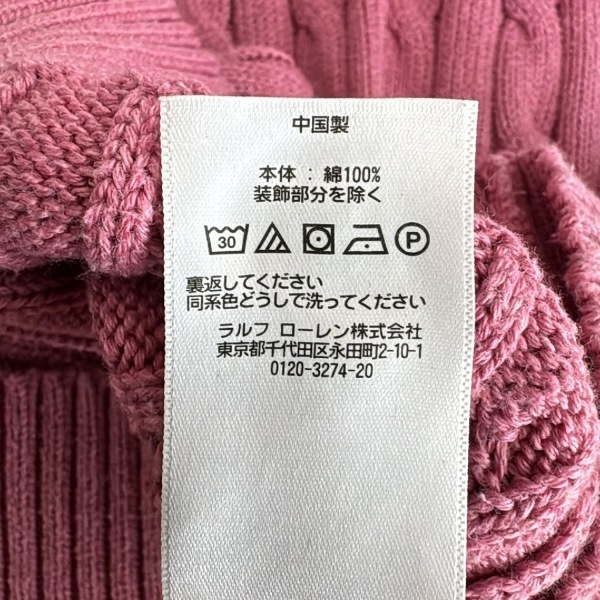 中国製
本体 : 綿100%
装飾部分を除く
30 P
裏返してください
同系色どうしで洗ってください
ラルフ ローレン株式会社
東京都千代田区永田町2-10-1
0120-3274-20